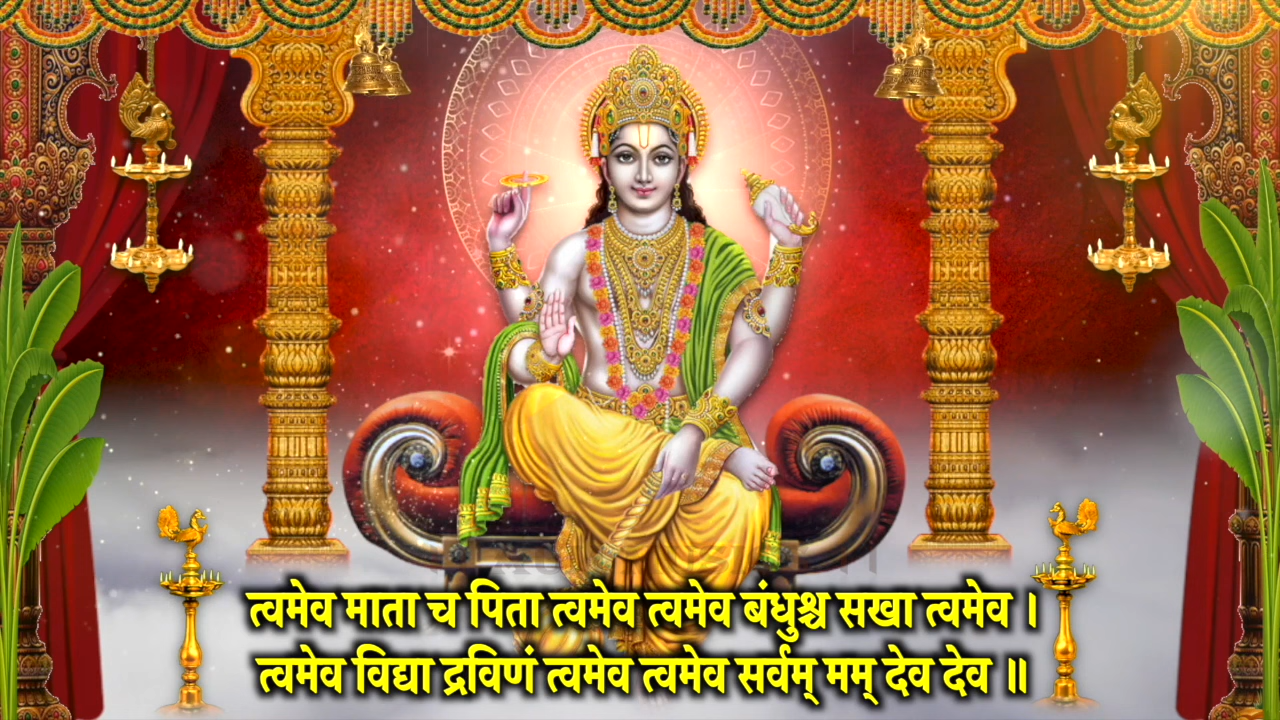 त्वमेव माता च पिता त्वमेव त्वमेव बंधुश्च सखा त्वमेव ।
त्वमेव विद्या द्रविणं त्वमेव त्वमेव सर्वम् मम् देव देव ॥